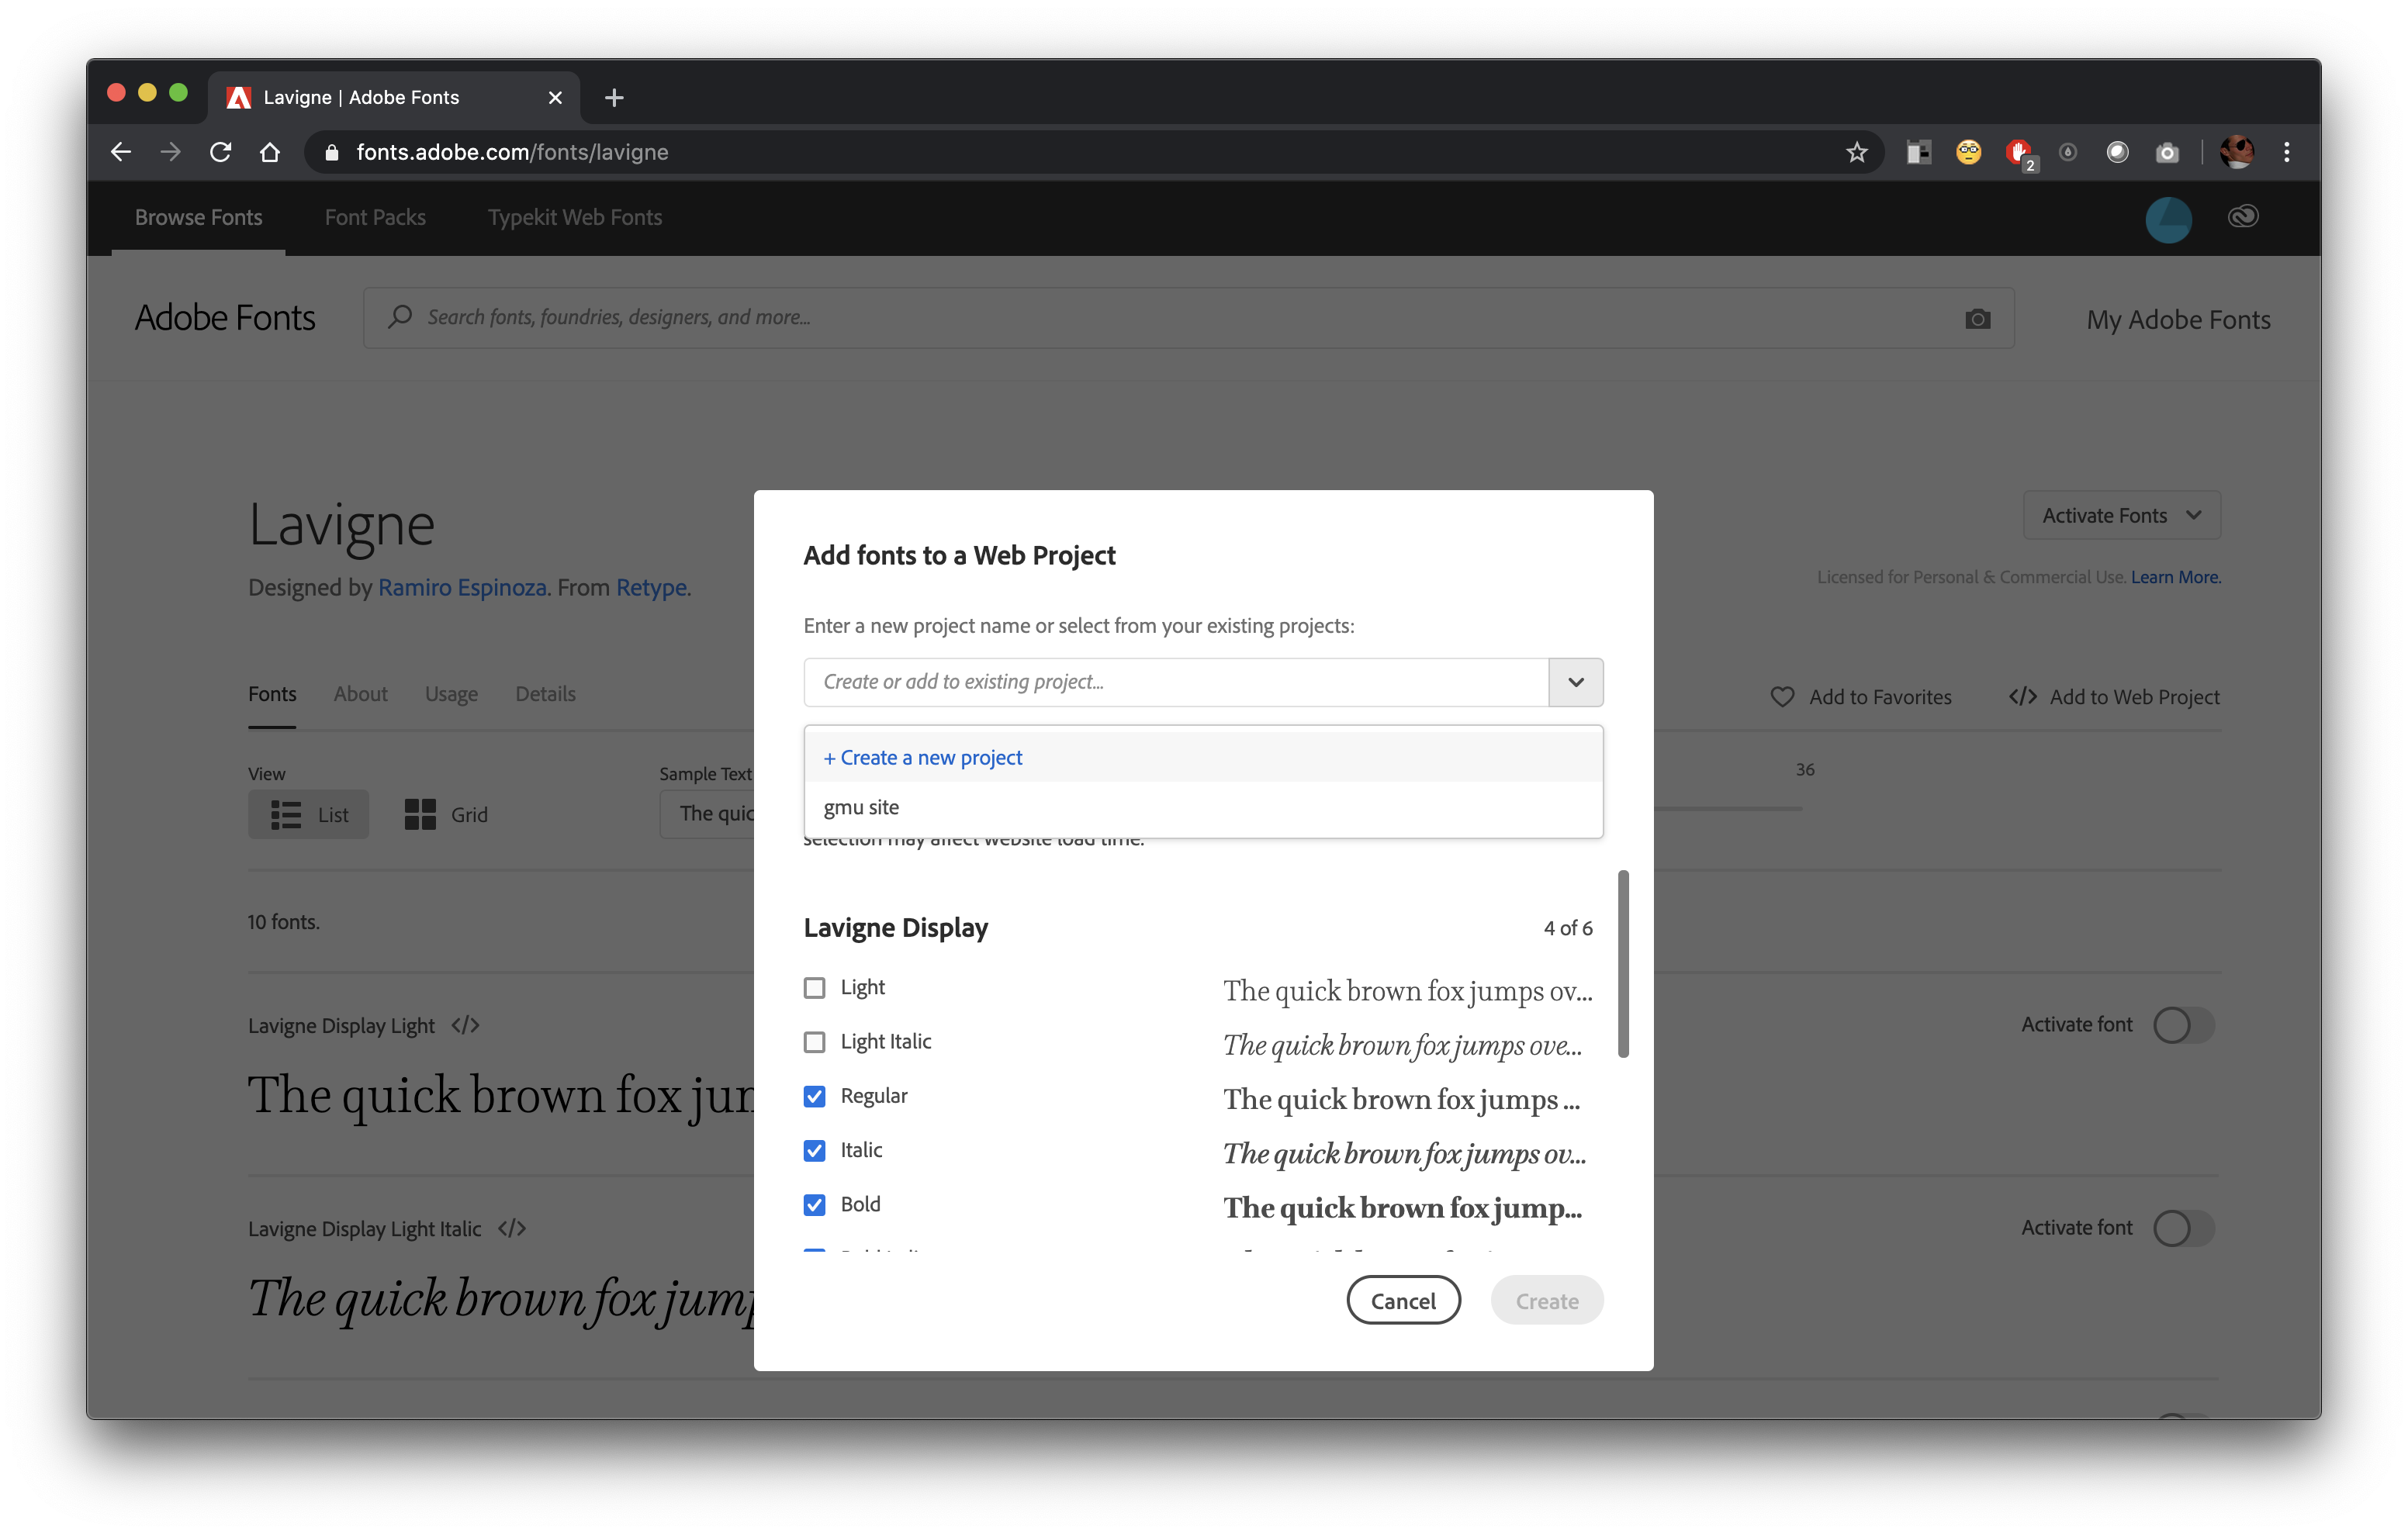 Lavigne | Adobe Fonts
fonts.adobe.com/fonts/lavigne
2
Browse Fonts
Font Packs
Typekit Web Fonts
Adobe Fonts
Search fonts, foundries, designers, and more...
My Adobe Fonts
Lavigne
Designed by Ramiro Espinoza. From Retype.
Activate Fonts
Licensed for Personal & Commercial Use. Learn More.
Fonts
About
Usage
Details
Add to Favorites
</> Add to Web Project
View
List
Grid
Sample Text
The quic
36
10 fonts.
Lavigne Display Light </>
Activate font
The quick brown fox jum
Lavigne Display Light Italic </>
Activate font
The quick brown fox jump
Add fonts to a Web Project
Enter a new project name or select from your existing projects:
Create or add to existing project...
+ Create a new project
gmu site
selection may affect website load time.
Lavigne Display
4 of 6
Light
The quick brown fox jumps ov...
Light Italic
The quick brown fox jumps ove...
Regular
The quick brown fox jumps ...
Italic
The quick brown fox jumps ov...
Bold
The quick brown fox jump...
Cancel
Create